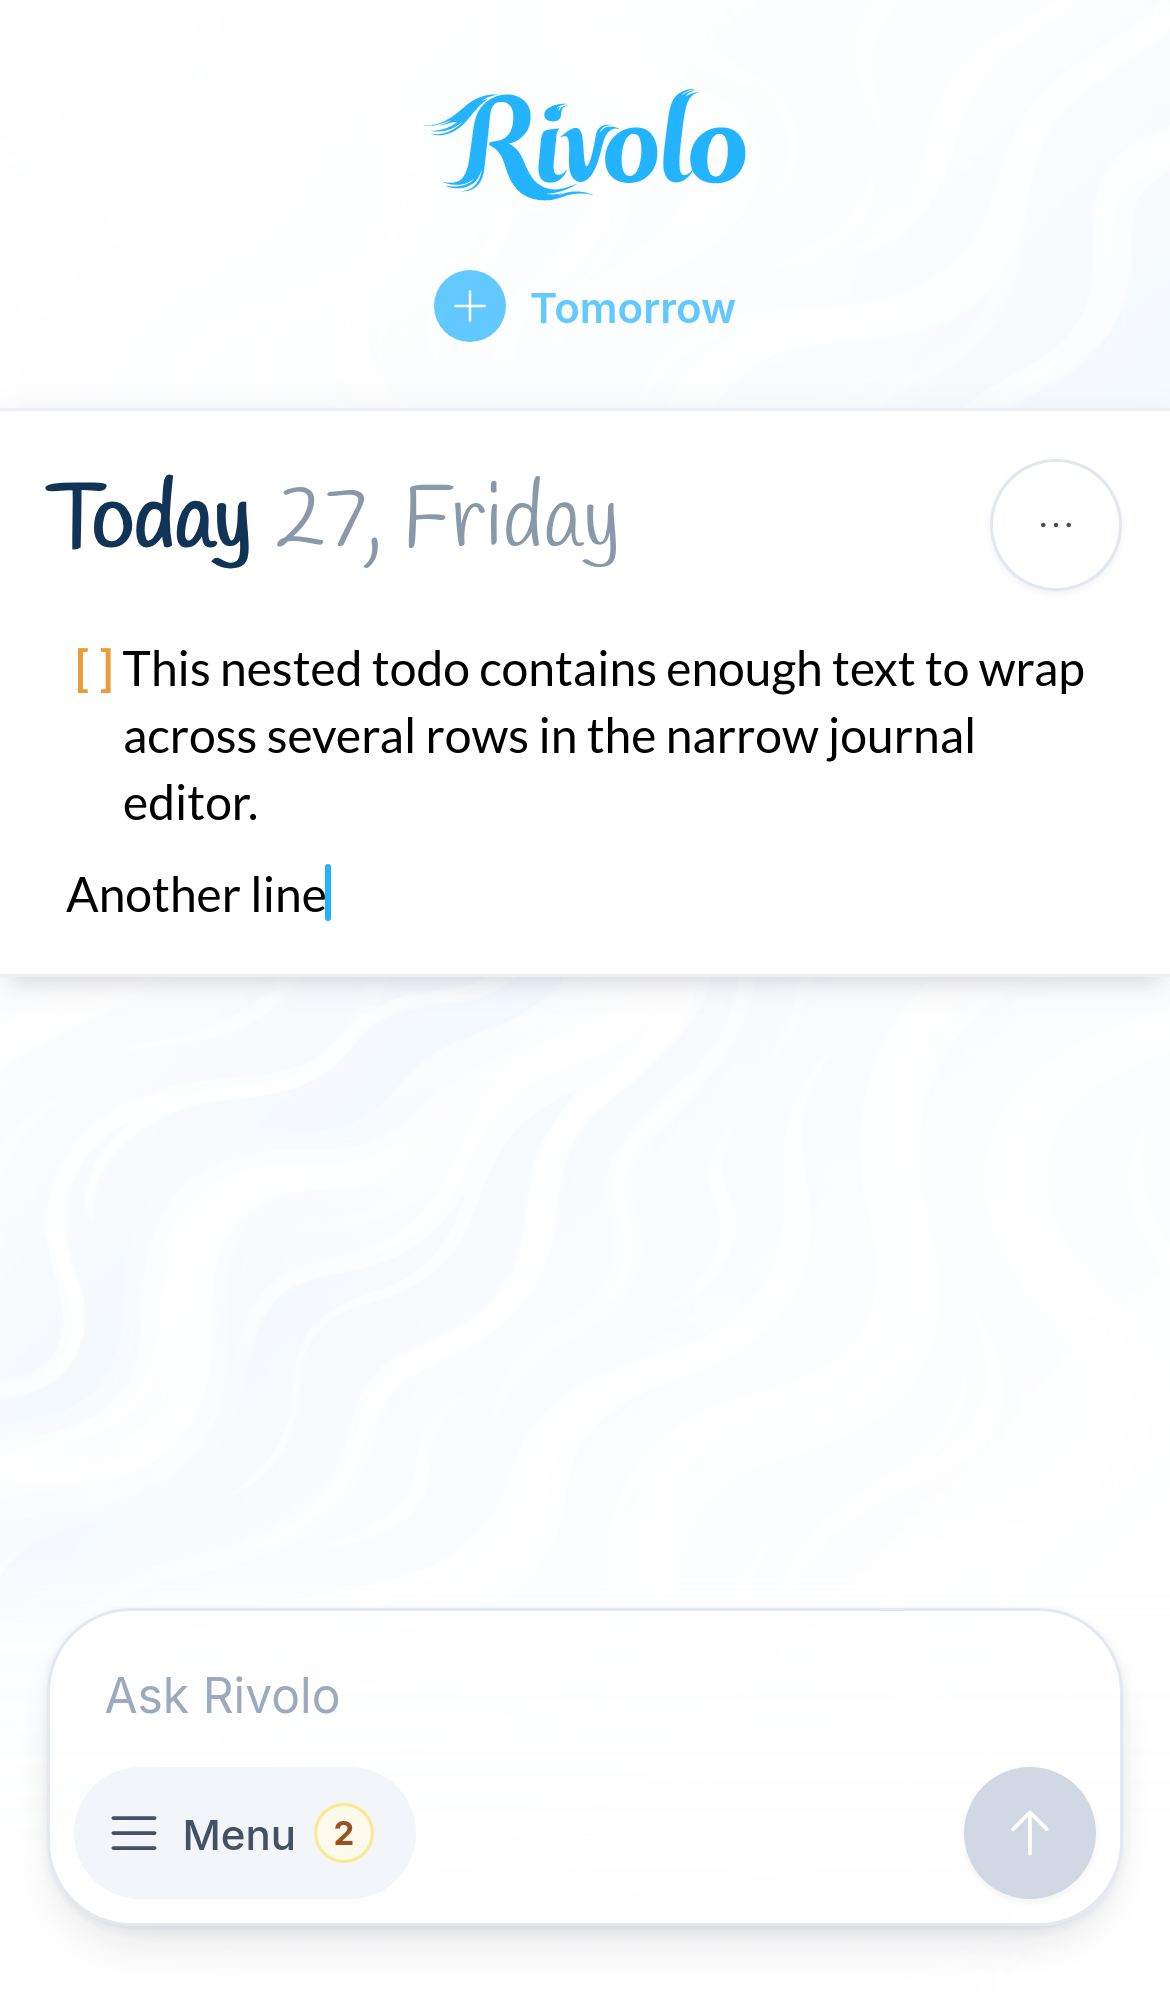 Rivolo
Tomorrow
Today 27, Friday
...
[ ] This nested todo contains enough text to wrap
across several rows in the narrow journal
editor.
Another line
Ask Rivolo
Menu 2